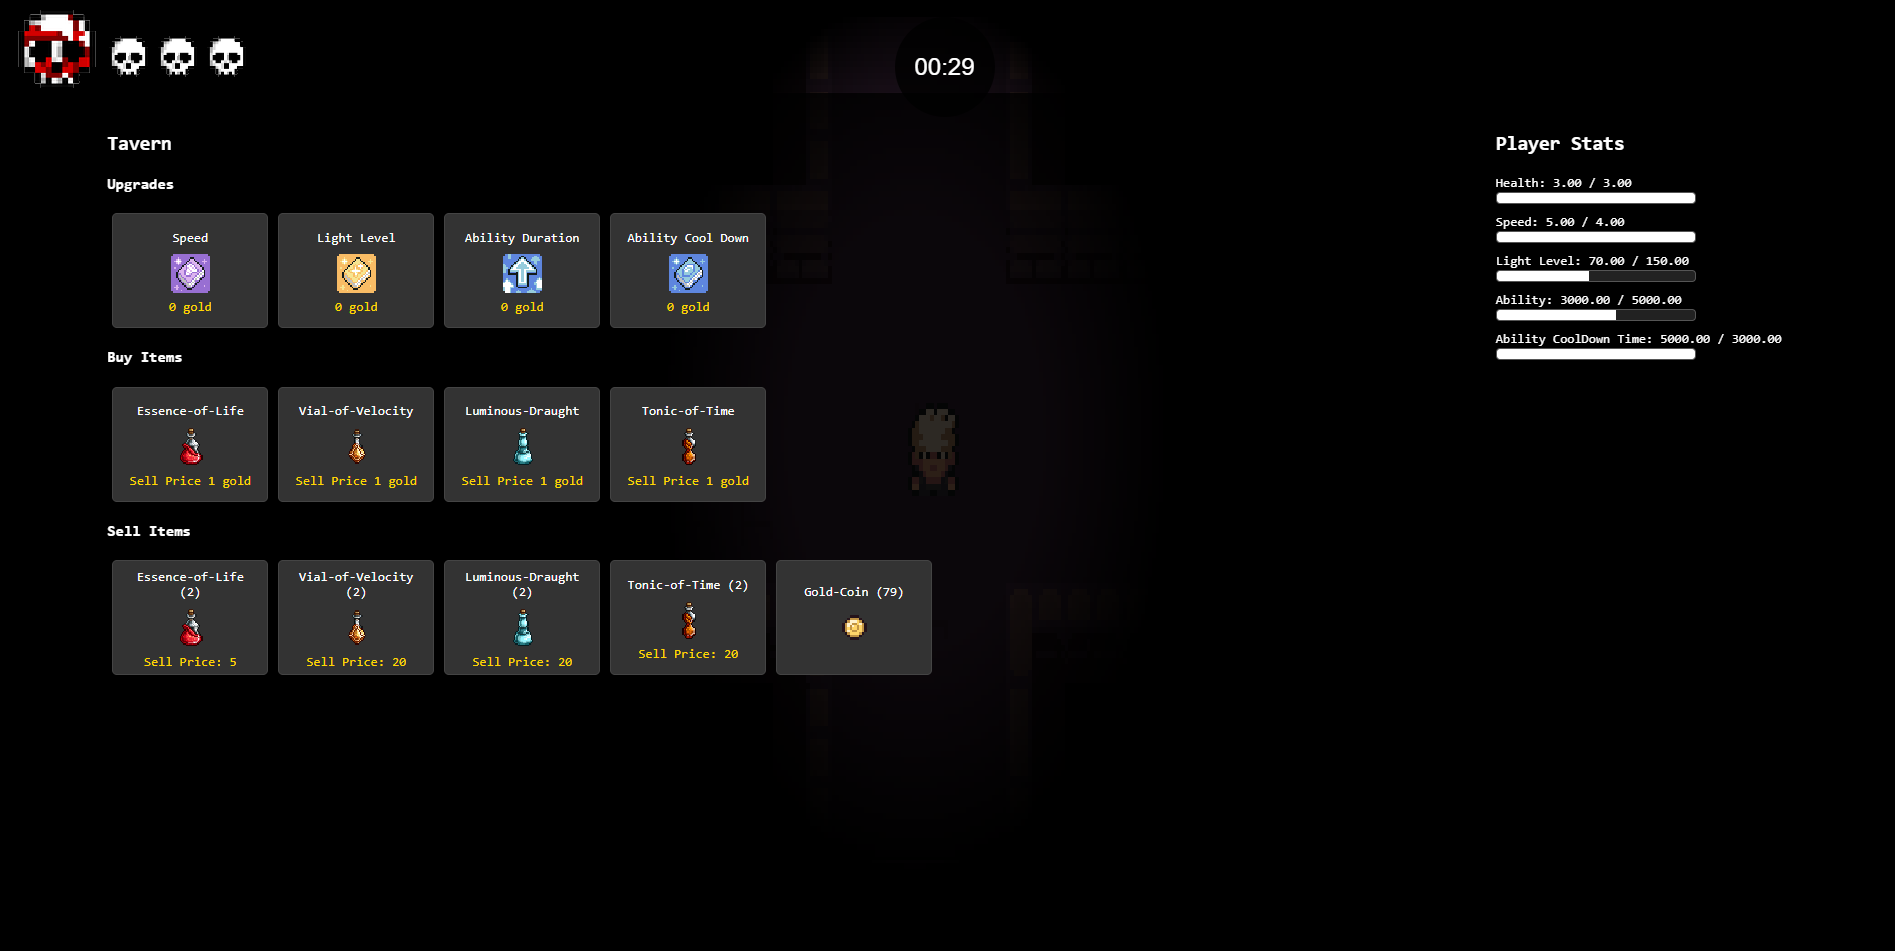 00:29
Tavern
Upgrades
Speed
0 gold
Light Level
0 gold
Ability Duration
0 gold
Ability Cool Down
0 gold
Buy Items
Essence-of-Life
Sell Price 1 gold
Vial-of-Velocity
Sell Price 1 gold
Luminous-Draught
Sell Price 1 gold
Tonic-of-Time
Sell Price 1 gold
Sell Items
Essence-of-Life
(2)
Sell Price: 5
Vial-of-Velocity
(2)
Sell Price: 20
Luminous-Draught
(2)
Sell Price: 20
Tonic-of-Time (2)
Sell Price: 20
Gold-Coin (79)
Player Stats
Health: 3.00 / 3.00
Speed: 5.00 / 4.00
Light Level: 70.00 / 150.00
Ability: 3000.00 / 5000.00
Ability CoolDown Time: 5000.00 / 3000.00